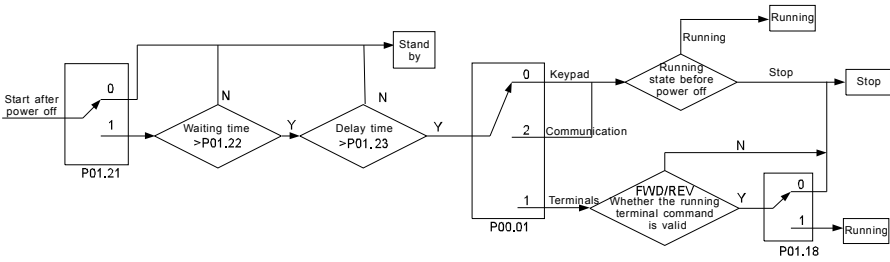 Start after
power off
0
1
P01.21
Waiting time
>P01.22
N
Y
Delay time
>P01.23
N
Y
Stand
by
0
Keypad
2
Communication
1
Terminals
P00.01
Running
Running
Running
state before
power off
Stop
Stop
FWD/REV
Whether the running
terminal command
is valid
N
Y
0
1
P01.18
Running